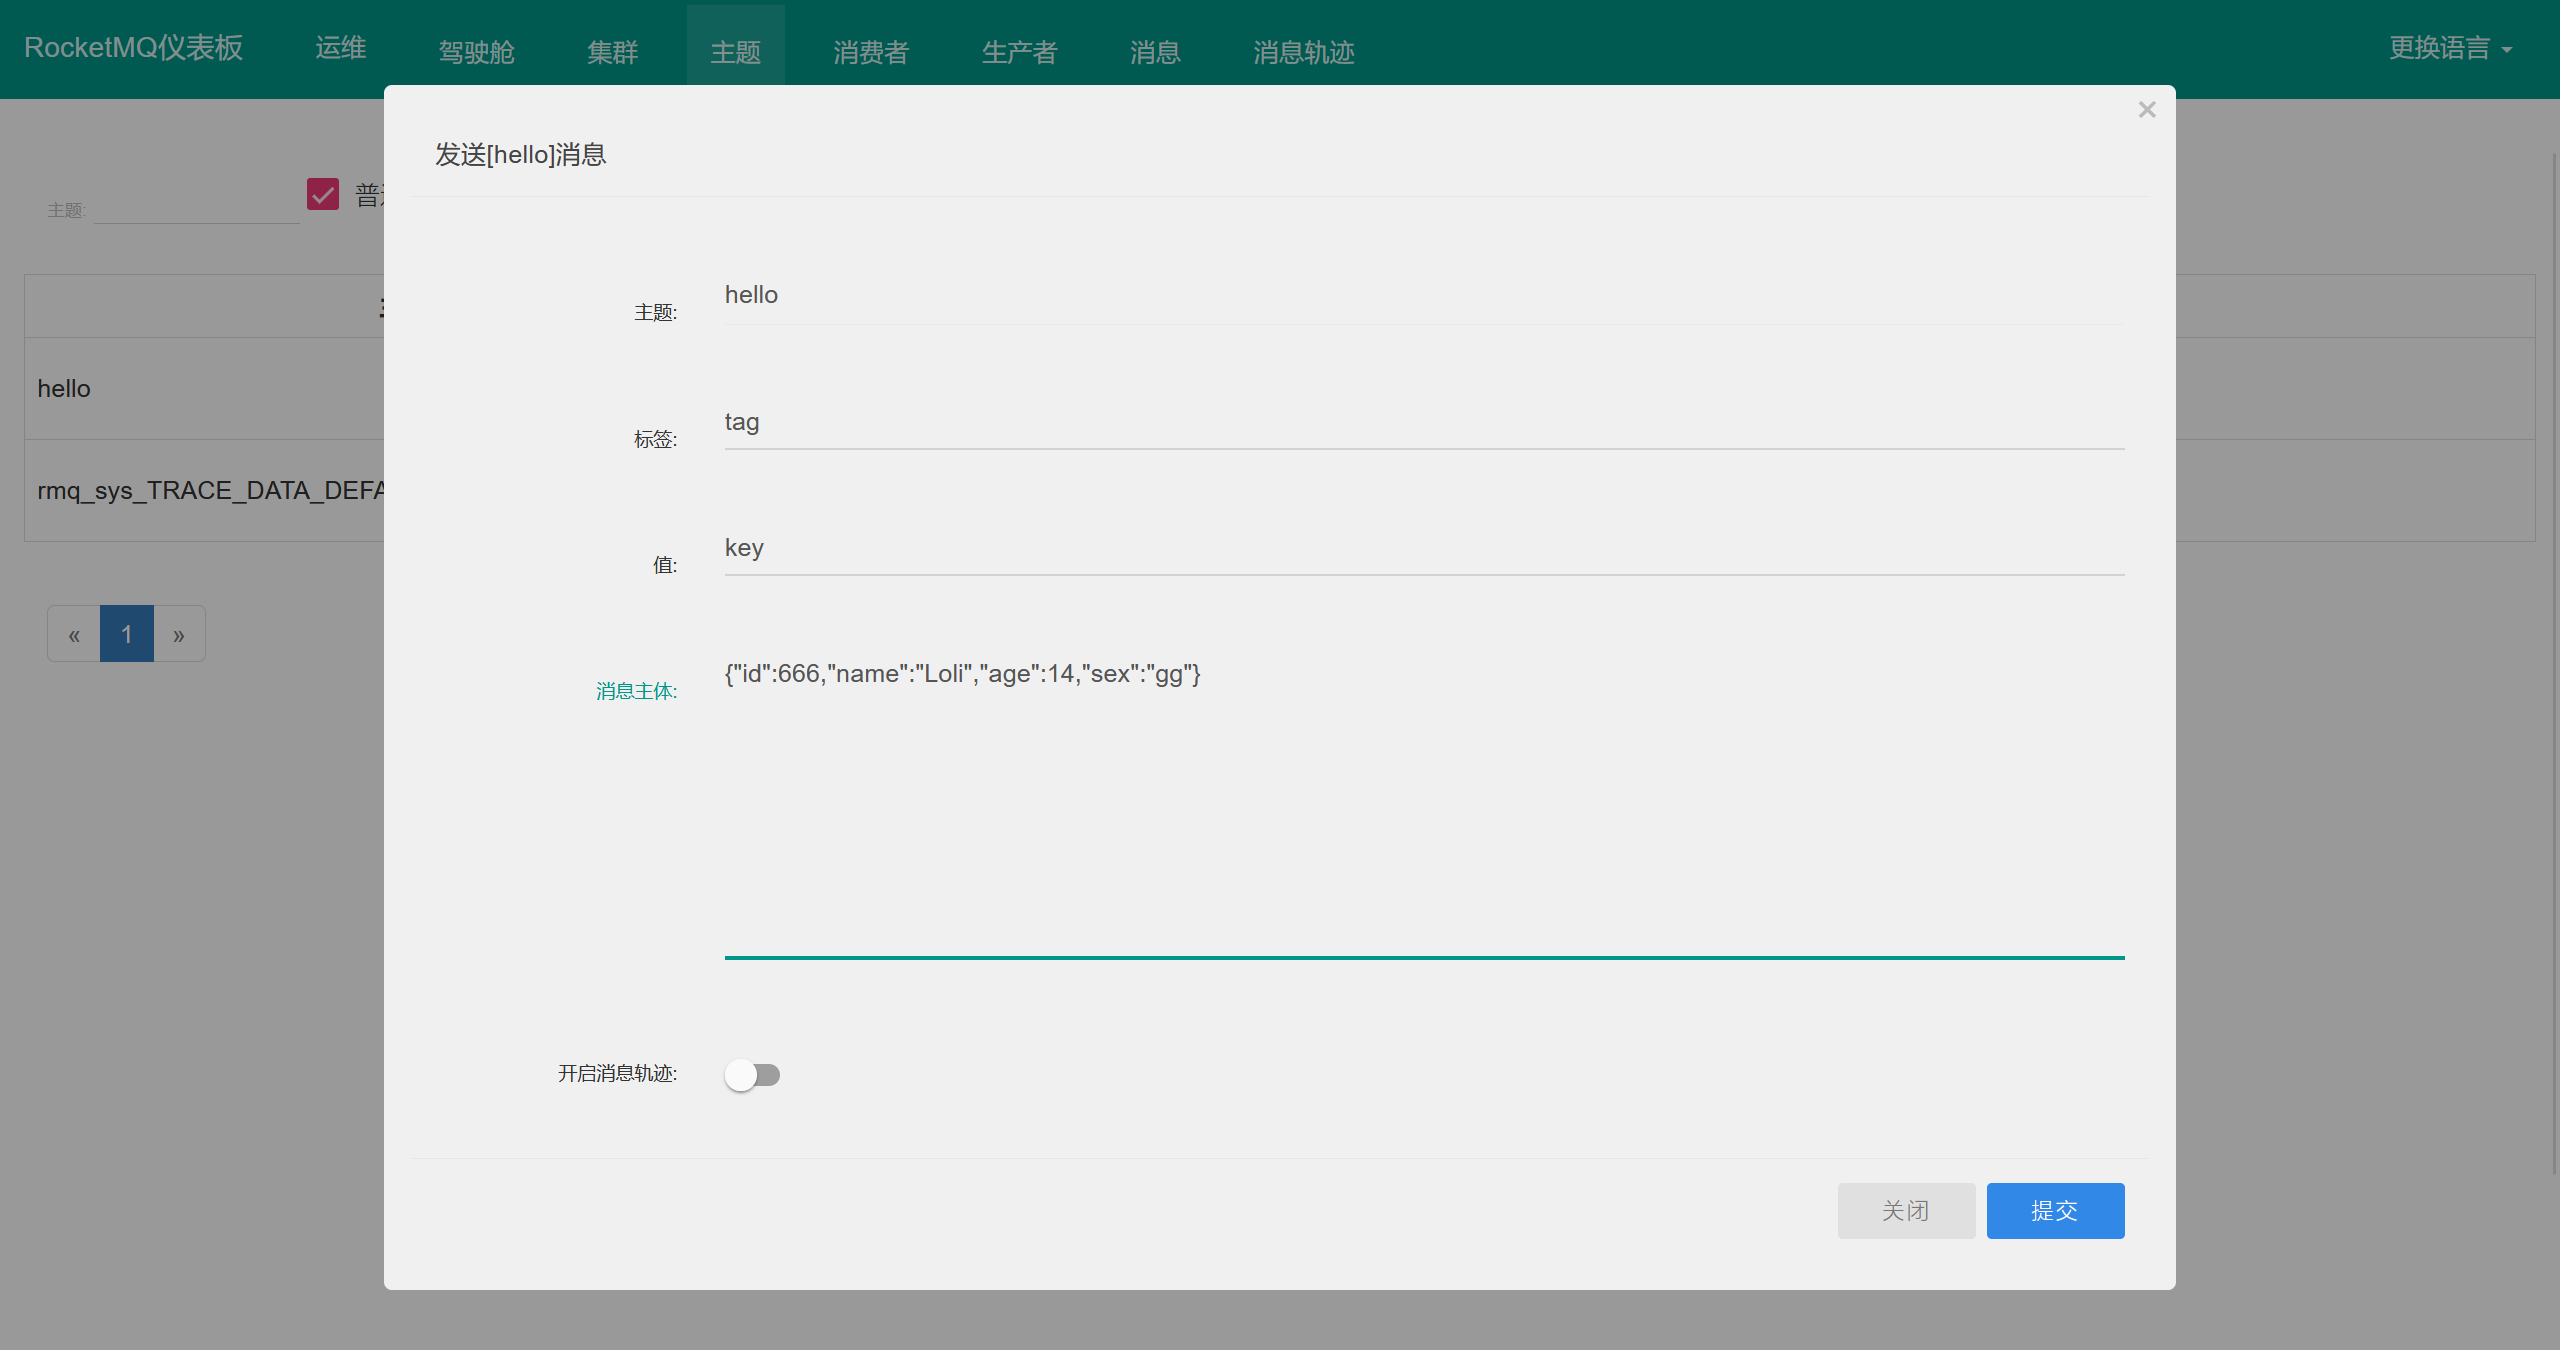 RocketMQ仪表板 运维 驾驶舱 集群 主题 消费者 生产者 消息 消息轨迹 更换语言
×
发送[hello]消息
主题:
普
hello
rmq_sys_TRACE_DATA_DEFA
« 1 »
主题: hello
标签: tag
值: key
消息主体: {"id":666,"name":"Loli","age":14,"sex":"gg"}
开启消息轨迹:
关闭 提交